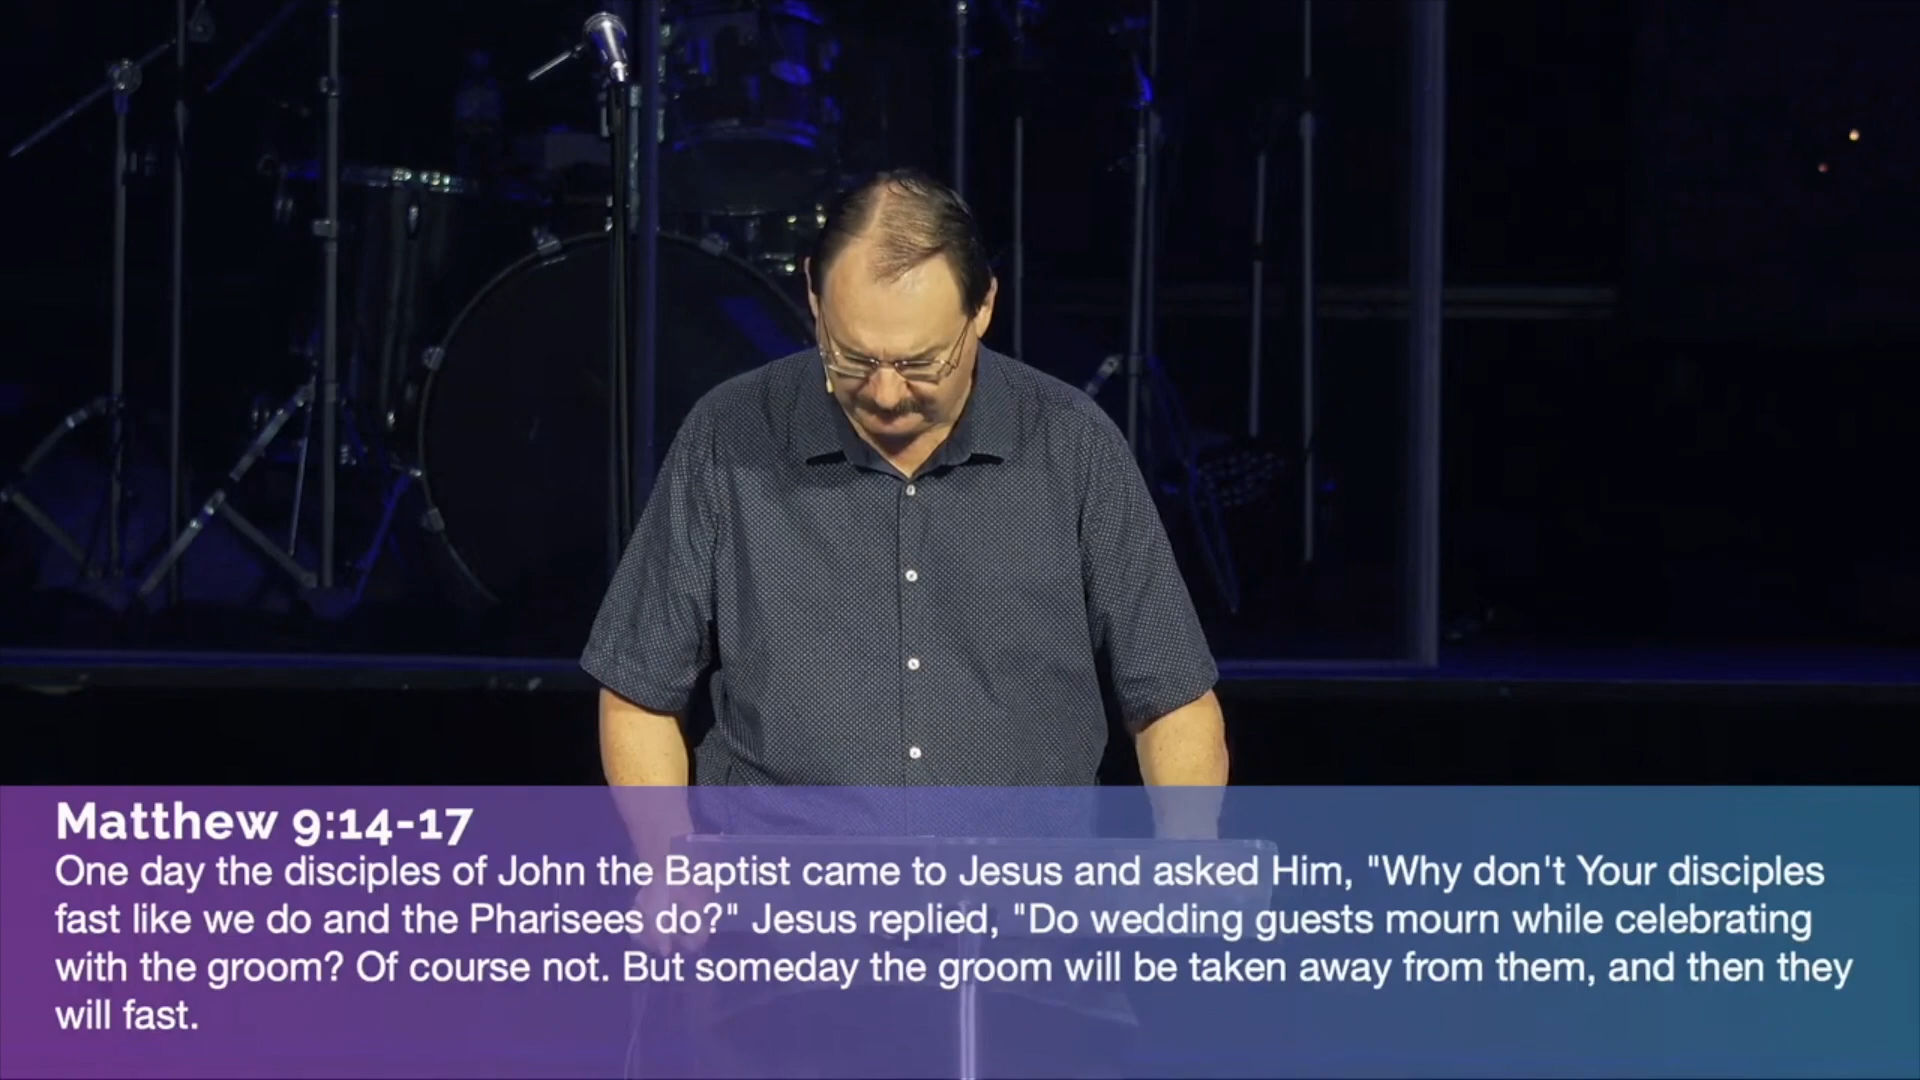 Matthew 9:14-17
One day the disciples of John the Baptist came to Jesus and asked Him, "Why don't Your disciples
fast like we do and the Pharisees do?" Jesus replied, "Do wedding guests mourn while celebrating
with the groom? Of course not. But someday the groom will be taken away from them, and then they
will fast.